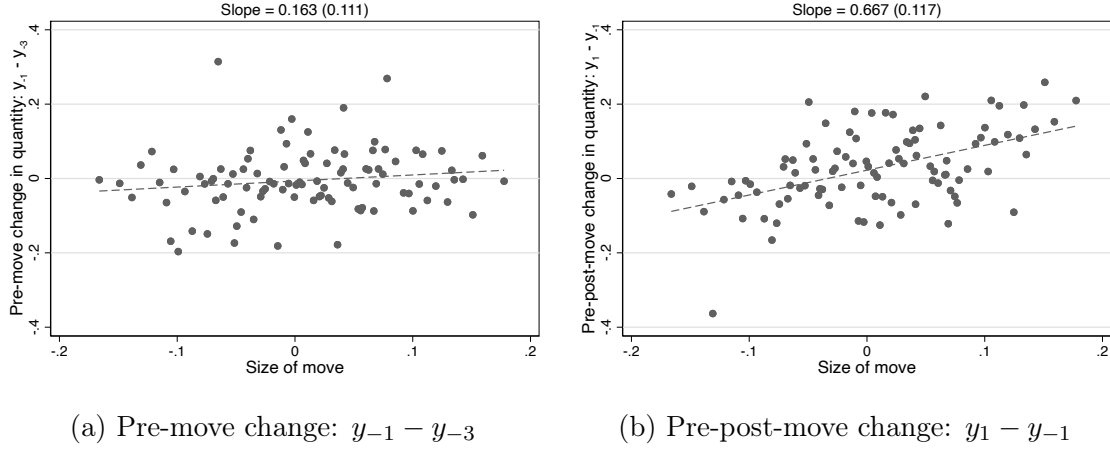 Slope = 0.163 (0.111)
Pre-move change in quantity: y₋₁ - y₋₃
.4
.2
0
-.2
-.4
-.2
-.1
0
.1
.2
Size of move
(a) Pre-move change: y₋₁ − y₋₃
Slope = 0.667 (0.117)
Pre-post-move change in quantity: y₁ - y₋₁
.4
.2
0
-.2
-.4
-.2
-.1
0
.1
.2
Size of move
(b) Pre-post-move change: y₁ − y₋₁